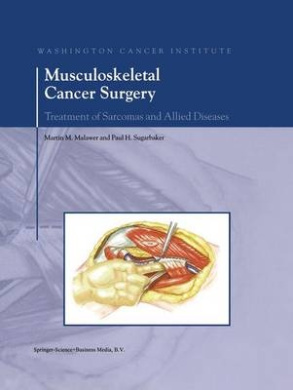 WASHINGTON CANCER INSTITUTE
Musculoskeletal
Cancer Surgery
Treatment of Sarcomas and Allied Diseases
Martin M. Malawer and Paul H. Sugarbaker
Springer-Science+Business Media, B.V.